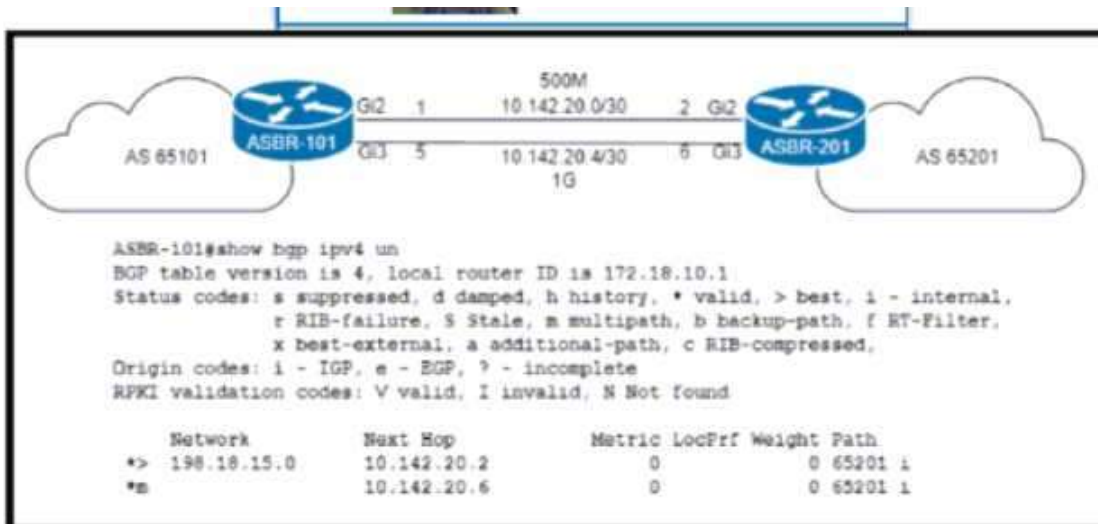 500M
Gi2 1 10.142.20.0/30 2 Gi2
ASBR-101 ASBR-201
AS 65101 Gi3 5 10.142.20.4/30 6 Gi3 AS 65201
1G
ASBR-101#show bgp ipv4 un
BGP table version is 4, local router ID is 172.18.10.1
Status codes: s suppressed, d damped, h history, * valid, > best, i - internal,
r RIB-failure, S Stale, m multipath, b backup-path, f RT-Filter,
x best-external, a additional-path, c RIB-compressed,
Origin codes: i - IGP, e - EGP, ? - incomplete
RPKI validation codes: V valid, I invalid, N Not found
Network Next Hop Metric LocPrf Weight Path
*> 198.18.15.0 10.142.20.2 0 0 65201 i
*m 10.142.20.6 0 0 65201 i